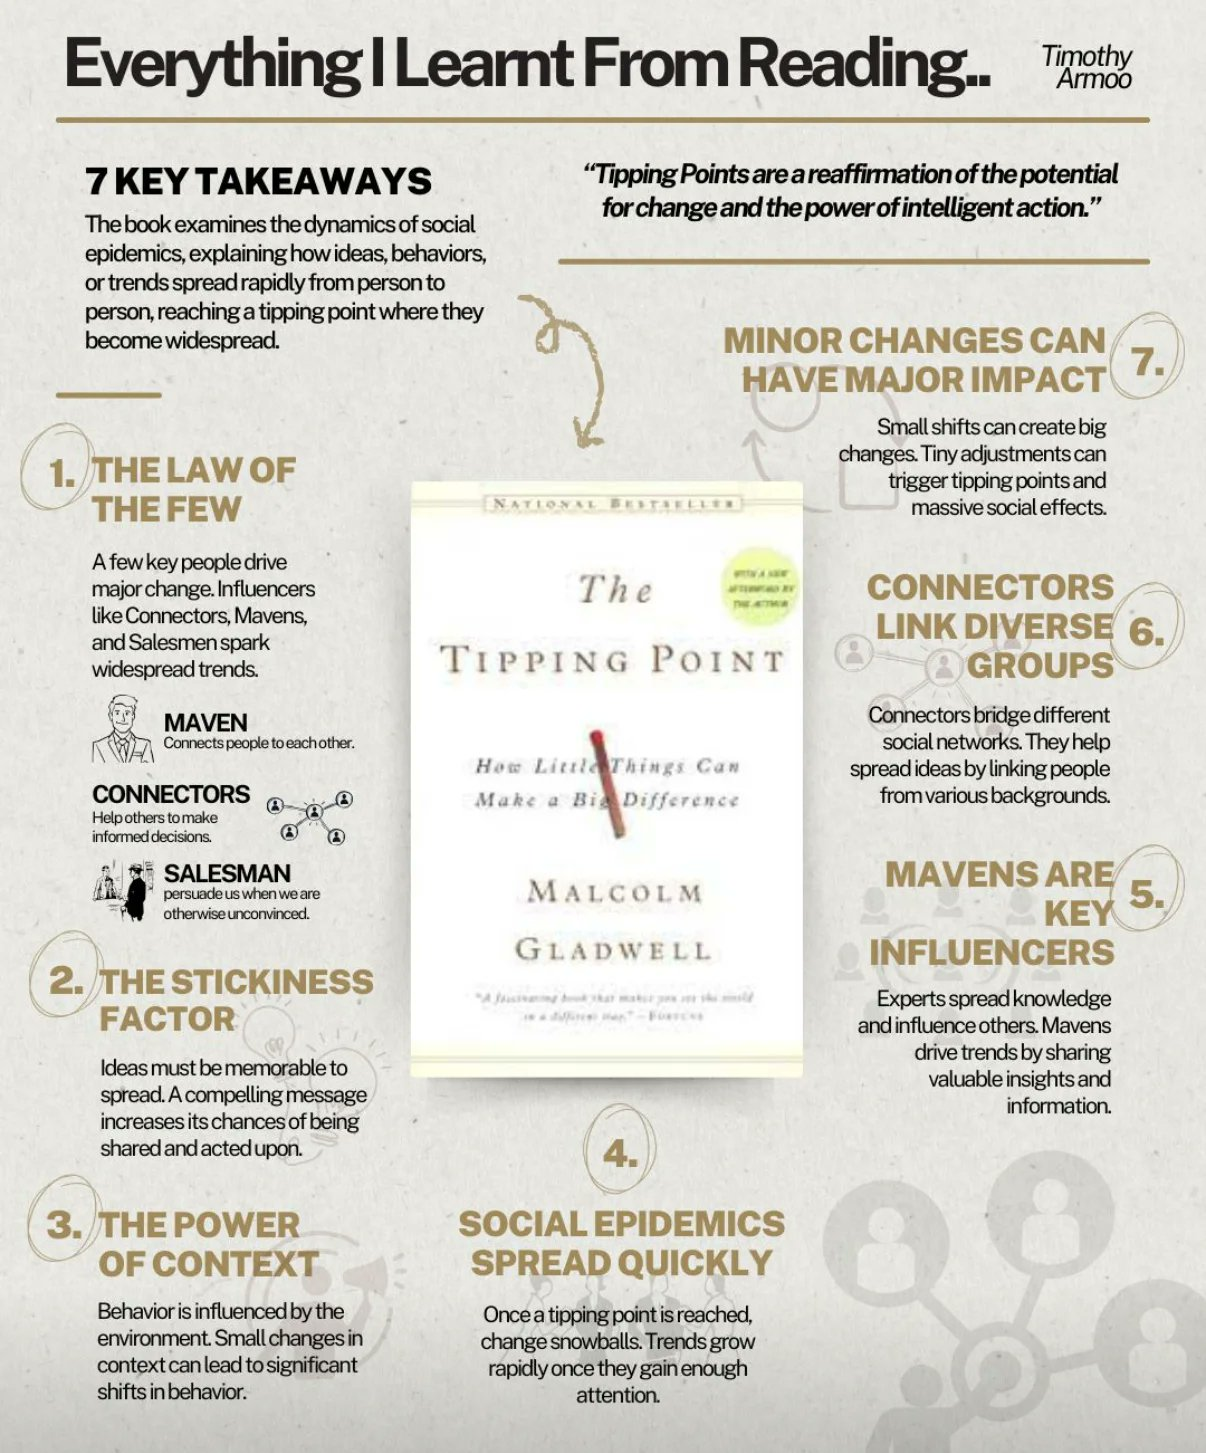 Everything I Learnt From Reading..
Timothy
Armoo
7 KEY TAKEAWAYS
The book examines the dynamics of social
epidemics, explaining how ideas, behaviors,
or trends spread rapidly from person to
person, reaching a tipping point where they
become widespread.
“Tipping Points are a reaffirmation of the potential
for change and the power of intelligent action.”
1. THE LAW OF
THE FEW
A few key people drive
major change. Influencers
like Connectors, Mavens,
and Salesmen spark
widespread trends.
MAVEN
Connects people to each other.
CONNECTORS
Help others to make
informed decisions.
SALESMAN
persuade us when we are
otherwise unconvinced.
2. THE STICKINESS
FACTOR
Ideas must be memorable to
spread. A compelling message
increases its chances of being
shared and acted upon.
3. THE POWER
OF CONTEXT
Behavior is influenced by the
environment. Small changes in
context can lead to significant
shifts in behavior.
NATIONAL BESTSELLER
WITH A NEW
AFTERWORD BY
THE AUTHOR
The
TIPPING POINT
How Little Things Can
Make a Big Difference
MALCOLM
GLADWELL
"A fascinating book that makes you see the world
in a different way." —FORTUNE
4.
SOCIAL EPIDEMICS
SPREAD QUICKLY
Once a tipping point is reached,
change snowballs. Trends grow
rapidly once they gain enough
attention.
MAVENS ARE
KEY
INFLUENCERS
5.
Experts spread knowledge
and influence others. Mavens
drive trends by sharing
valuable insights and
information.
CONNECTORS
LINK DIVERSE
GROUPS
6.
Connectors bridge different
social networks. They help
spread ideas by linking people
from various backgrounds.
MINOR CHANGES CAN
HAVE MAJOR IMPACT
7.
Small shifts can create big
changes. Tiny adjustments can
trigger tipping points and
massive social effects.